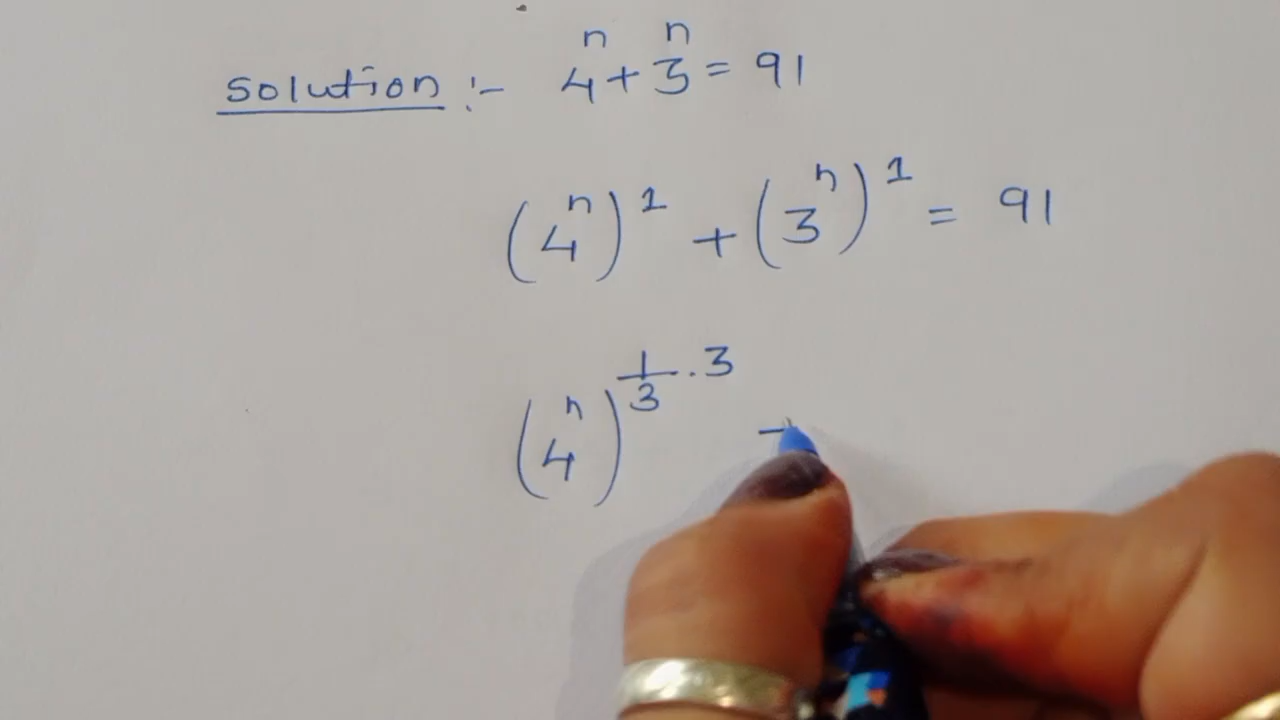 Solution :- 4ⁿ + 3ⁿ = 91
(4ⁿ)¹ + (3ⁿ)¹ = 91
(4ⁿ)^(1/3 . 3)